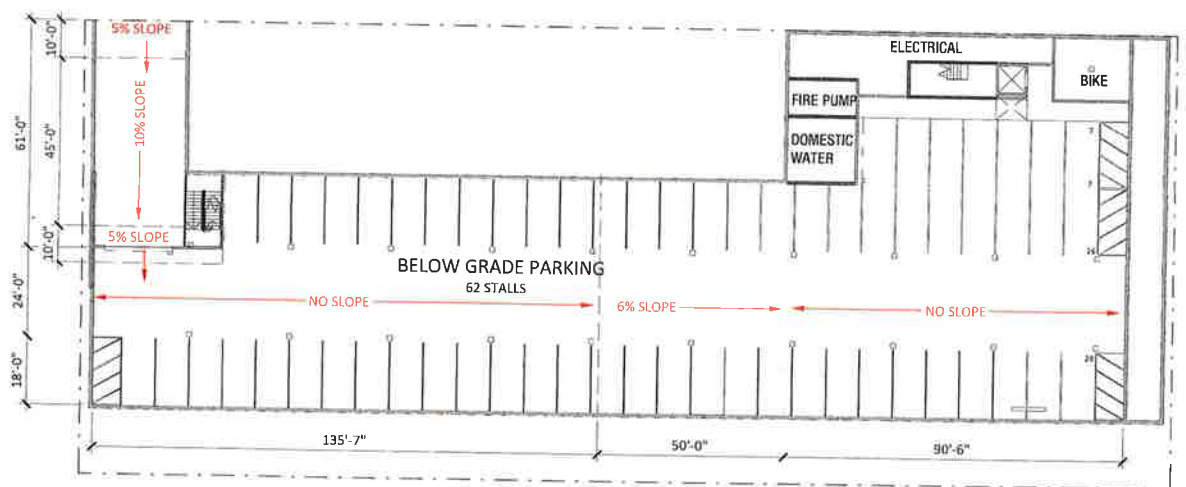 10'-0"
5% SLOPE
ELECTRICAL
BIKE
61'-0"
45'-0"
10% SLOPE
FIRE PUMP
7
DOMESTIC
WATER
7
5% SLOPE
10'-0"
BELOW GRADE PARKING
62 STALLS
24'-0"
NO SLOPE
6% SLOPE
NO SLOPE
18'-0"
135'-7"
50'-0"
90'-6"